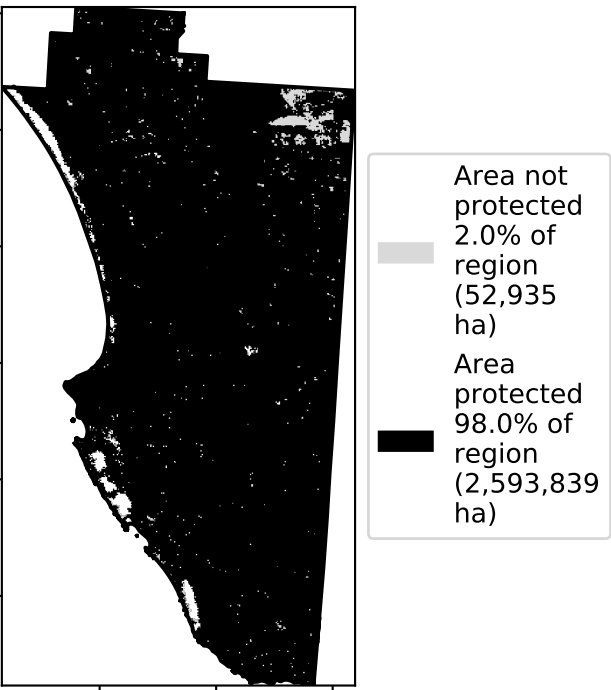 Area not
protected
2.0% of
region
(52,935
ha)
Area
protected
98.0% of
region
(2,593,839
ha)